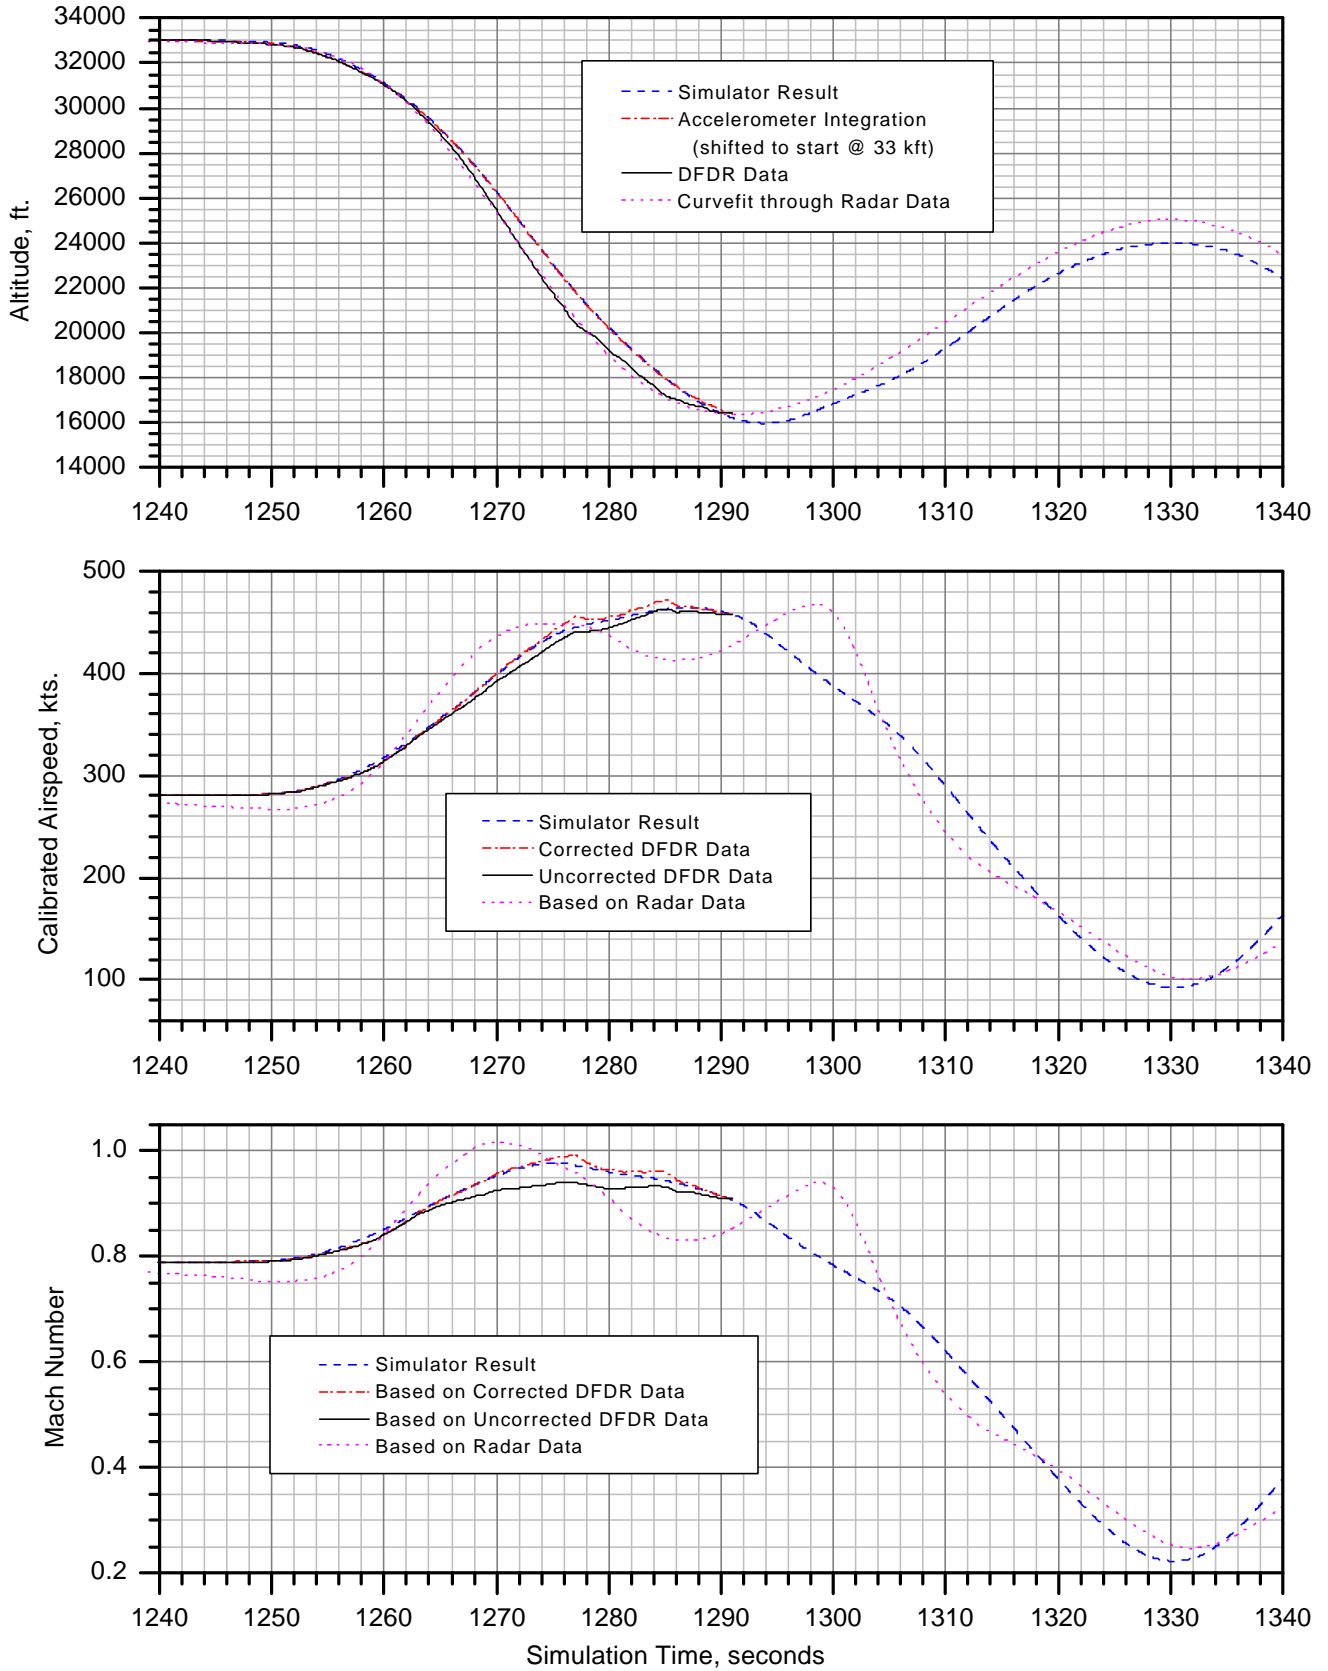 34000
32000
30000
28000
26000
24000
22000
20000
18000
16000
14000
Altitude, ft.
Simulator Result
Accelerometer Integration
(shifted to start @ 33 kft)
DFDR Data
Curvefit through Radar Data
1240 1250 1260 1270 1280 1290 1300 1310 1320 1330 1340
500
400
300
200
100
Calibrated Airspeed, kts.
Simulator Result
Corrected DFDR Data
Uncorrected DFDR Data
Based on Radar Data
1240 1250 1260 1270 1280 1290 1300 1310 1320 1330 1340
1.0
0.8
0.6
0.4
0.2
Mach Number
Simulator Result
Based on Corrected DFDR Data
Based on Uncorrected DFDR Data
Based on Radar Data
1240 1250 1260 1270 1280 1290 1300 1310 1320 1330 1340
Simulation Time, seconds